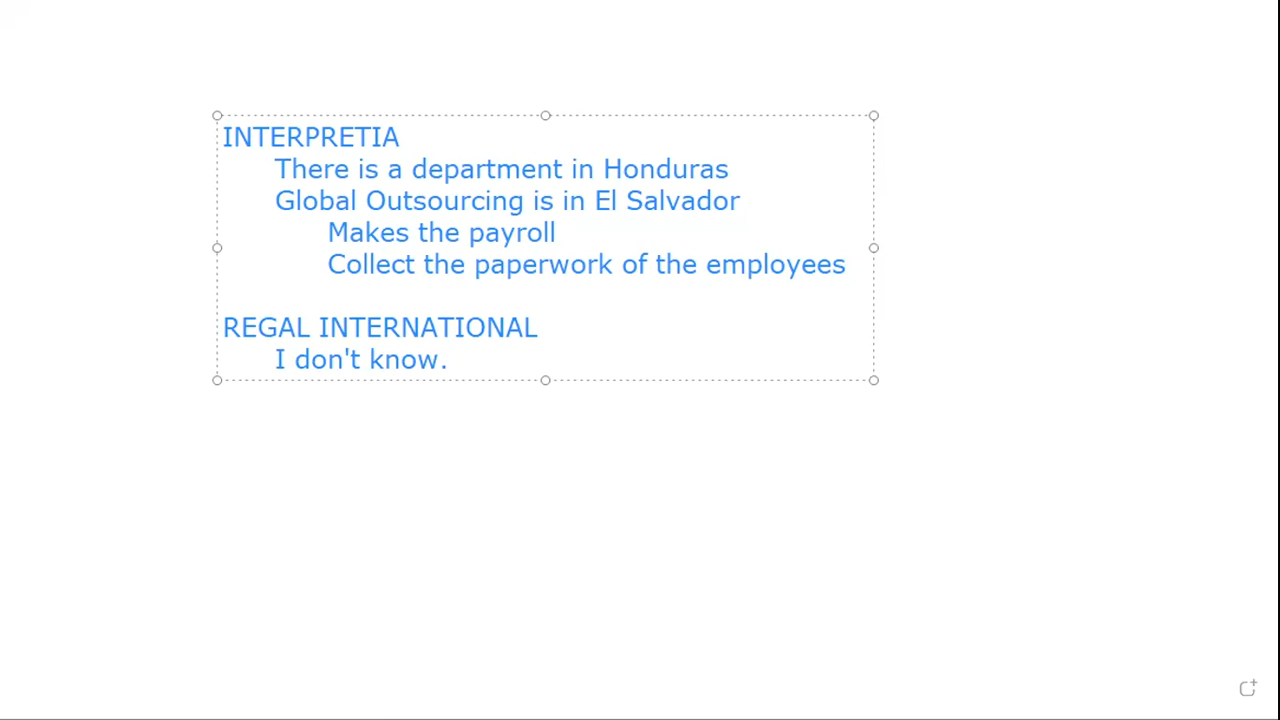 INTERPRETIA
There is a department in Honduras
Global Outsourcing is in El Salvador
Makes the payroll
Collect the paperwork of the employees
REGAL INTERNATIONAL
I don't know.